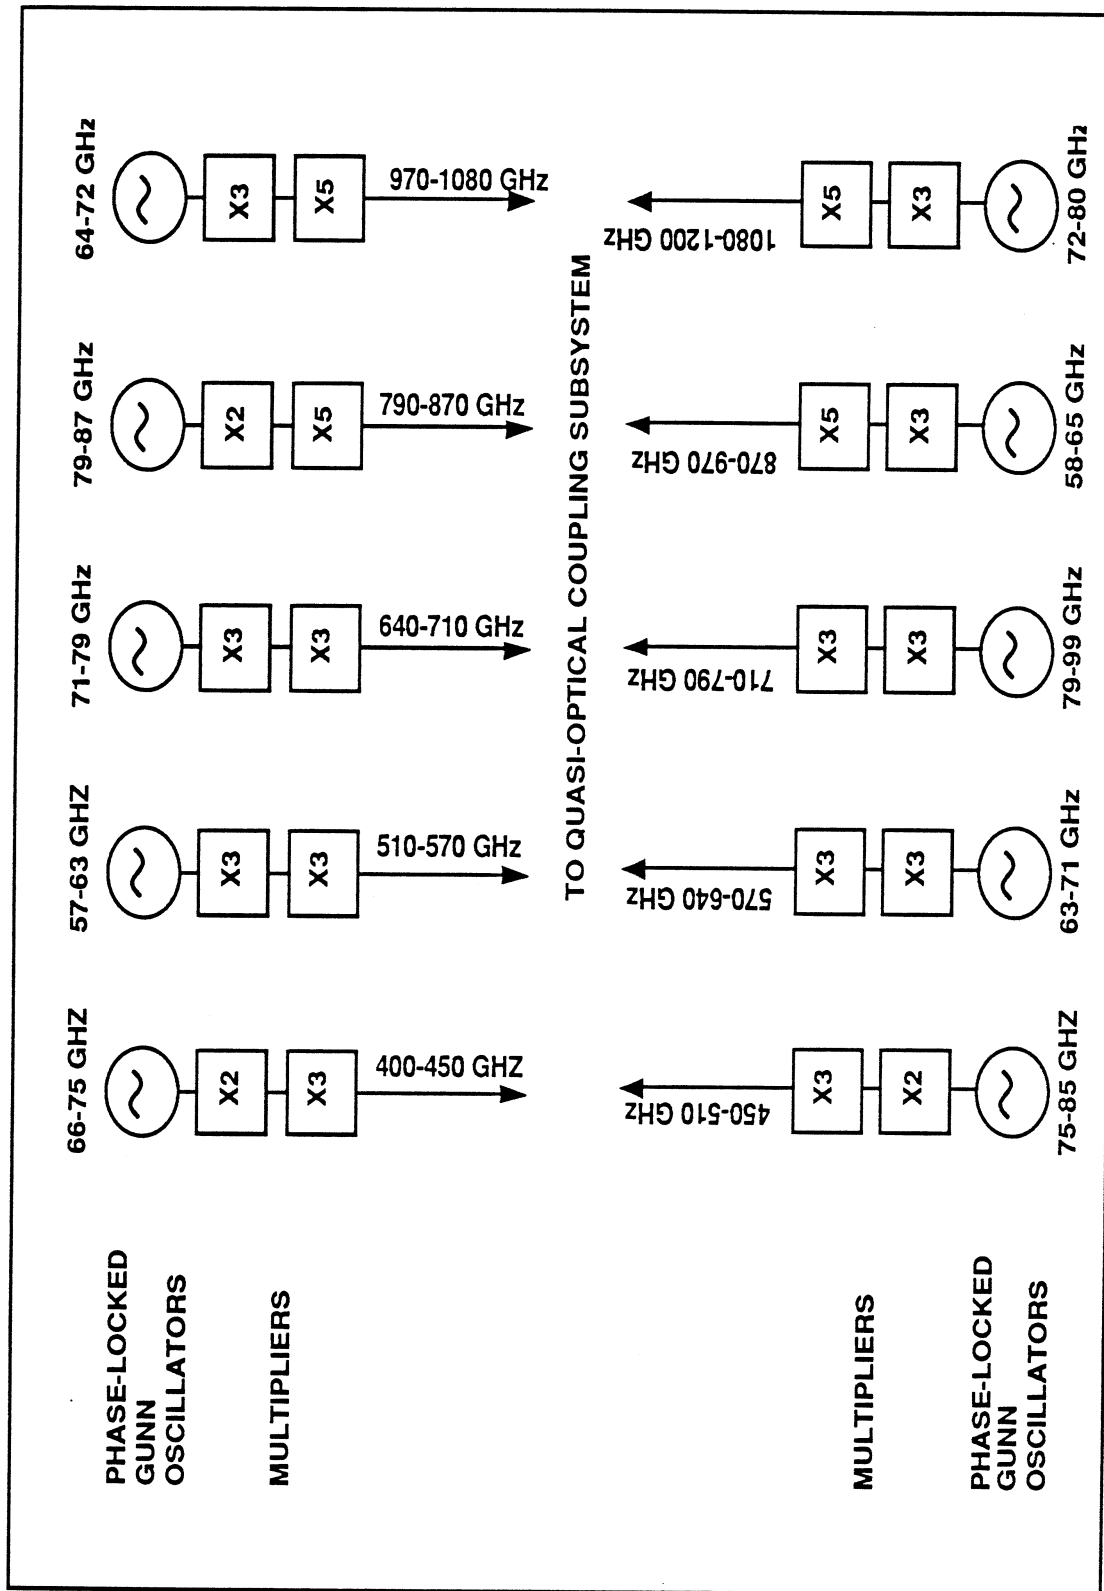 PHASE-LOCKED
GUNN
OSCILLATORS
66-75 GHZ
57-63 GHZ
71-79 GHz
79-87 GHz
64-72 GHz
MULTIPLIERS
X2
X3
X3
X2
X3
X3
X3
X3
X5
X5
400-450 GHZ
510-570 GHz
640-710 GHz
790-870 GHz
970-1080 GHz
TO QUASI-OPTICAL COUPLING SUBSYSTEM
450-510 GHz
570-640 GHz
710-790 GHz
870-970 GHz
1080-1200 GHz
MULTIPLIERS
X3
X3
X3
X5
X5
X2
X3
X3
X3
X3
PHASE-LOCKED
GUNN
OSCILLATORS
75-85 GHZ
63-71 GHz
79-99 GHz
58-65 GHz
72-80 GHz